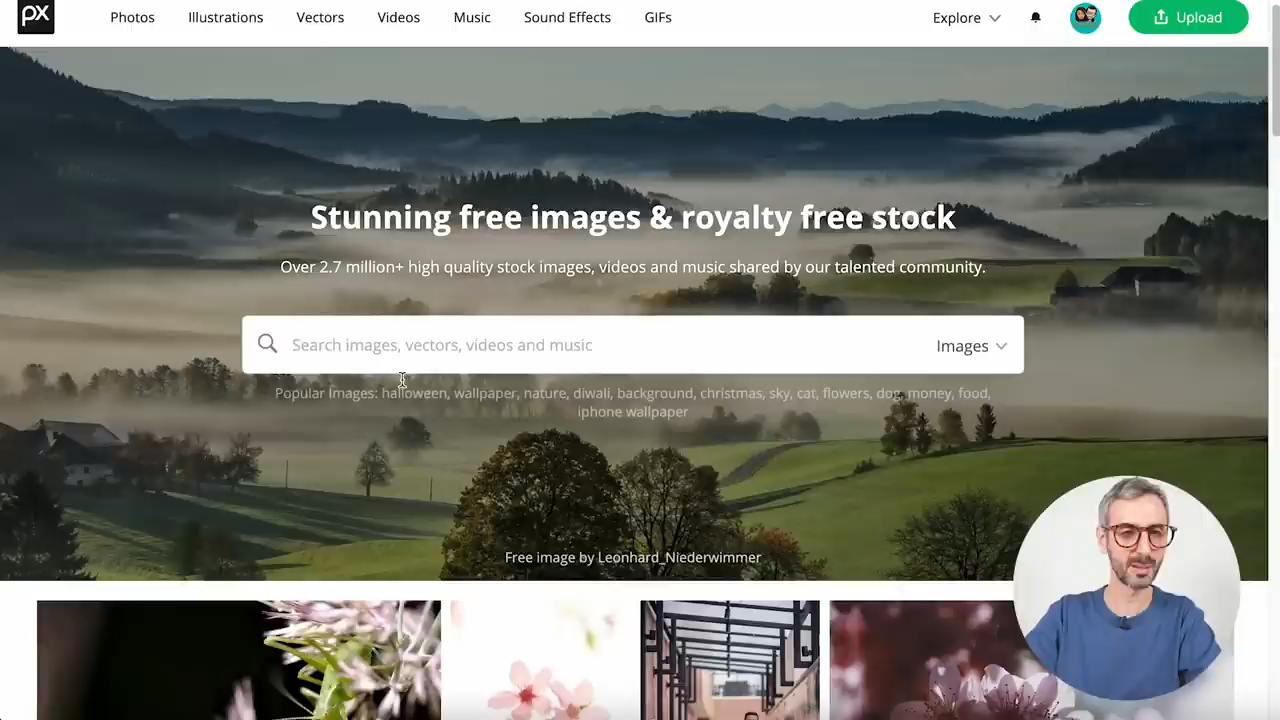 px
Photos
Illustrations
Vectors
Videos
Music
Sound Effects
GIFs
Explore
Upload
Stunning free images & royalty free stock
Over 2.7 million+ high quality stock images, videos and music shared by our talented community.
Search images, vectors, videos and music
Images
Popular Images: halloween, wallpaper, nature, diwali, background, christmas, sky, cat, flowers, dog, money, food,
iphone wallpaper
Free image by Leonhard_Niederwimmer